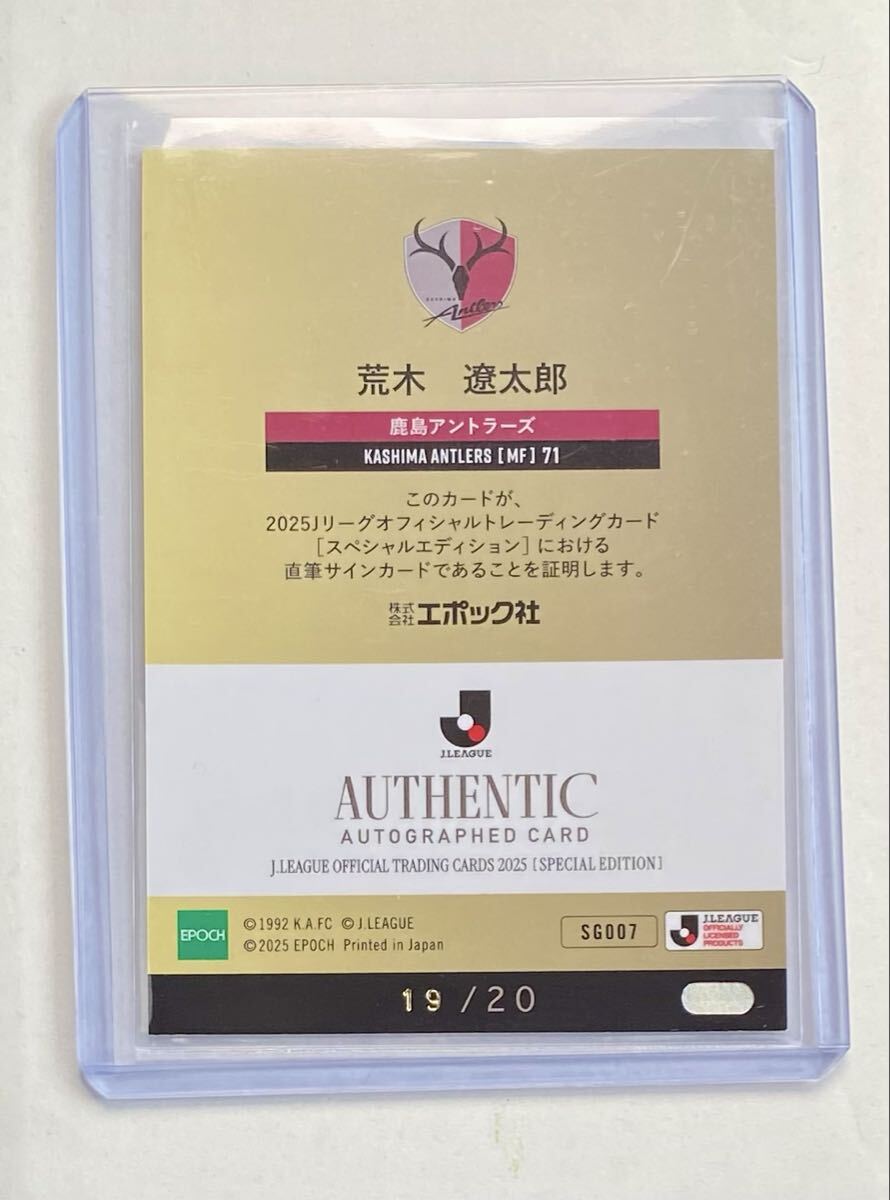 KASHIMA
Antlers
荒木 遼太郎
鹿島アントラーズ
KASHIMA ANTLERS [MF] 71
このカードが、
2025Jリーグオフィシャルトレーディングカード
[スペシャルエディション]における
直筆サインカードであることを証明します。
株式会社エポック社
J.LEAGUE
AUTHENTIC
AUTOGRAPHED CARD
J.LEAGUE OFFICIAL TRADING CARDS 2025 [SPECIAL EDITION]
EPOCH
©1992 K.A.FC ©J.LEAGUE
©2025 EPOCH Printed in Japan
SG007
J.LEAGUE
OFFICIALLY
LICENSED
PRODUCTS
19/20